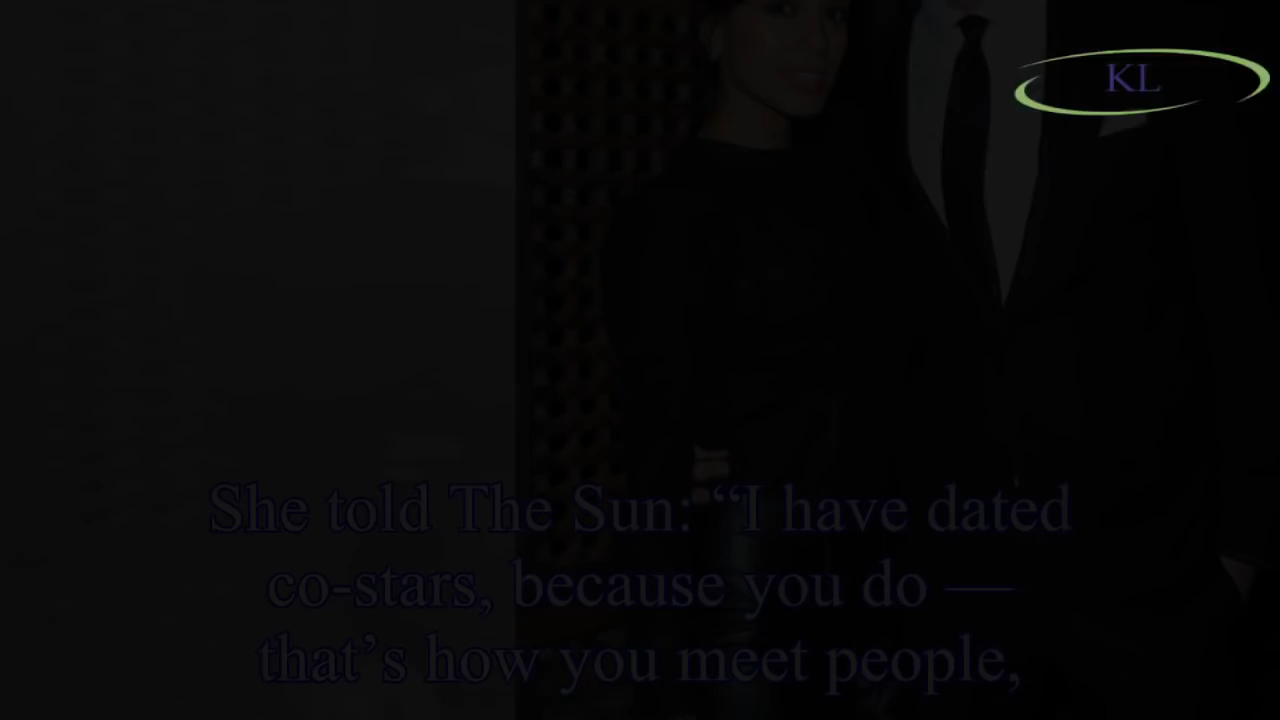 KL
She told The Sun: “I have dated
co-stars, because you do —
that’s how you meet people,